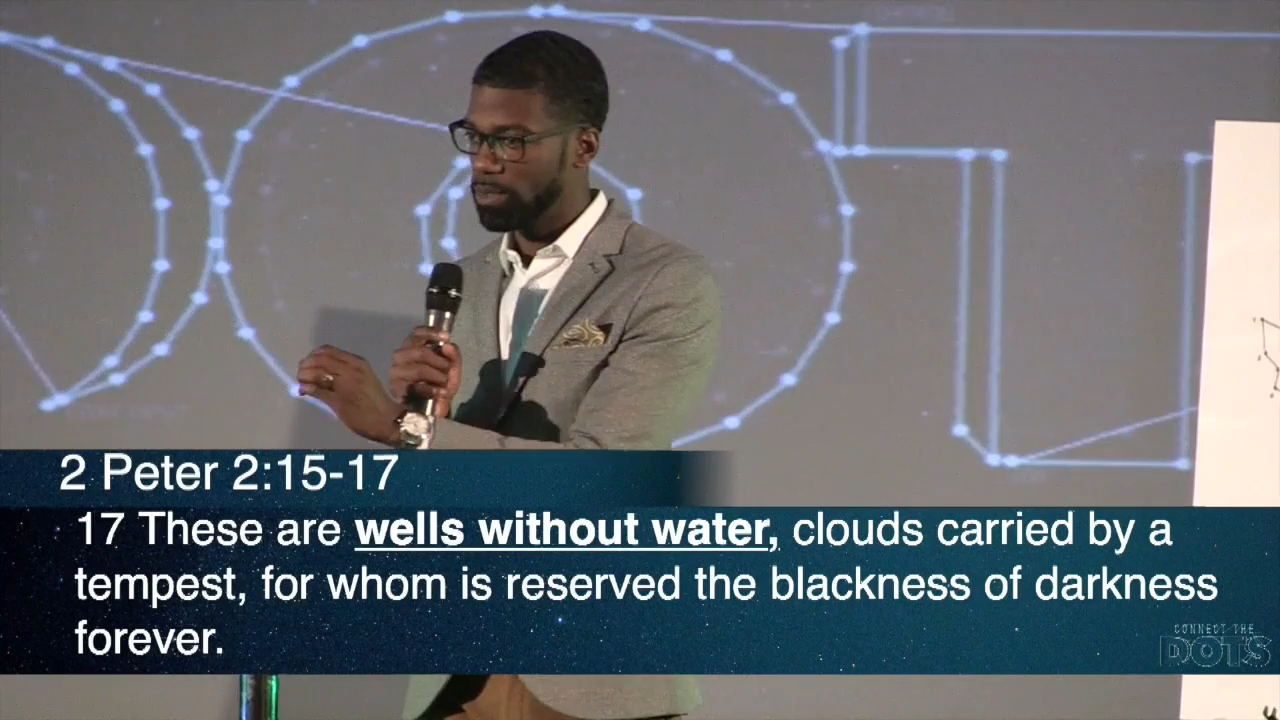 2 Peter 2:15-17
17 These are wells without water, clouds carried by a
tempest, for whom is reserved the blackness of darkness
forever.
CONNECT THE
DOTS